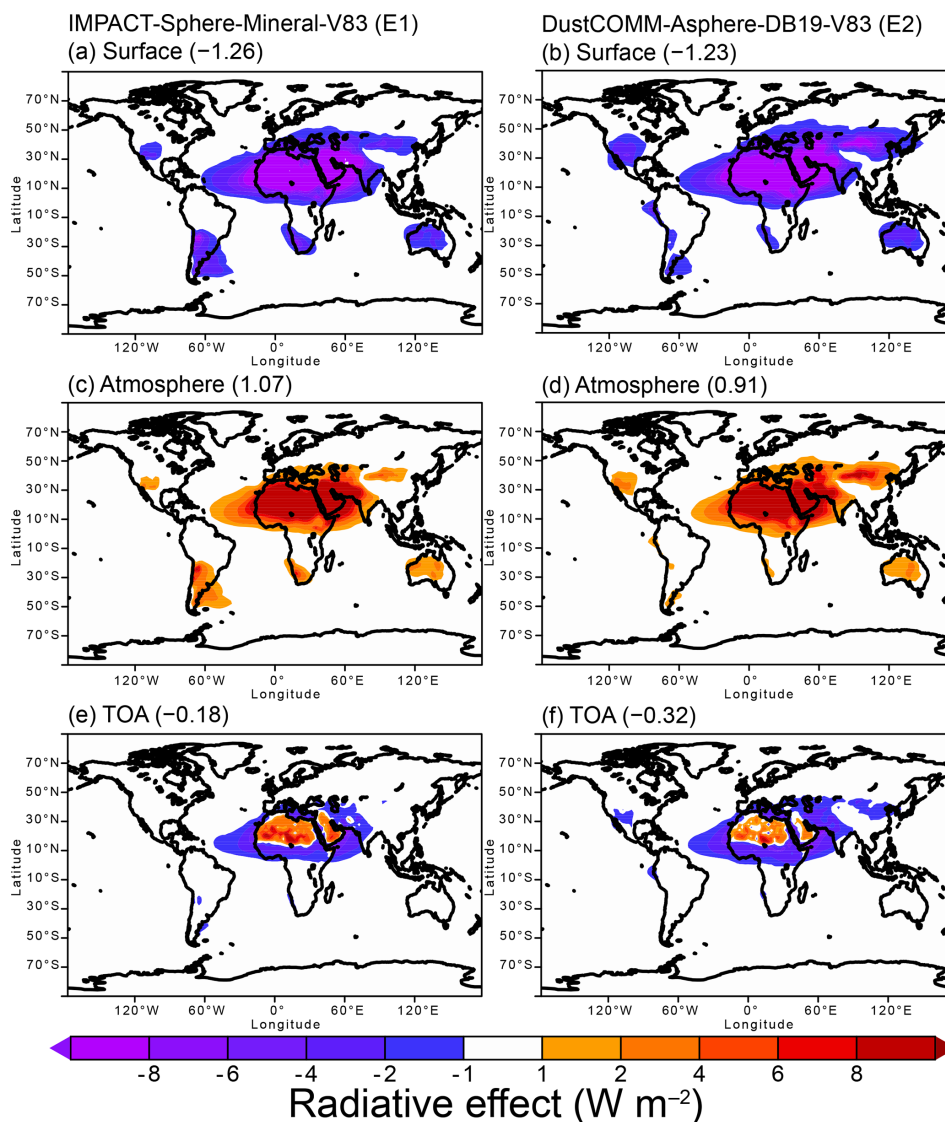 IMPACT-Sphere-Mineral-V83 (E1)
DustCOMM-Asphere-DB19-V83 (E2)
(a) Surface (−1.26)
(b) Surface (−1.23)
70°N
50°N
30°N
10°N
10°S
30°S
50°S
70°S
Latitude
120°W 60°W 0° 60°E 120°E
Longitude
70°N
50°N
30°N
10°N
10°S
30°S
50°S
70°S
Latitude
120°W 60°W 0° 60°E 120°E
Longitude
(c) Atmosphere (1.07)
(d) Atmosphere (0.91)
70°N
50°N
30°N
10°N
10°S
30°S
50°S
70°S
Latitude
120°W 60°W 0° 60°E 120°E
Longitude
70°N
50°N
30°N
10°N
10°S
30°S
50°S
70°S
Latitude
120°W 60°W 0° 60°E 120°E
Longitude
(e) TOA (−0.18)
(f) TOA (−0.32)
70°N
50°N
30°N
10°N
10°S
30°S
50°S
70°S
Latitude
120°W 60°W 0° 60°E 120°E
Longitude
70°N
50°N
30°N
10°N
10°S
30°S
50°S
70°S
Latitude
120°W 60°W 0° 60°E 120°E
Longitude
-8 -6 -4 -2 -1 1 2 4 6 8
Radiative effect (W m⁻²)